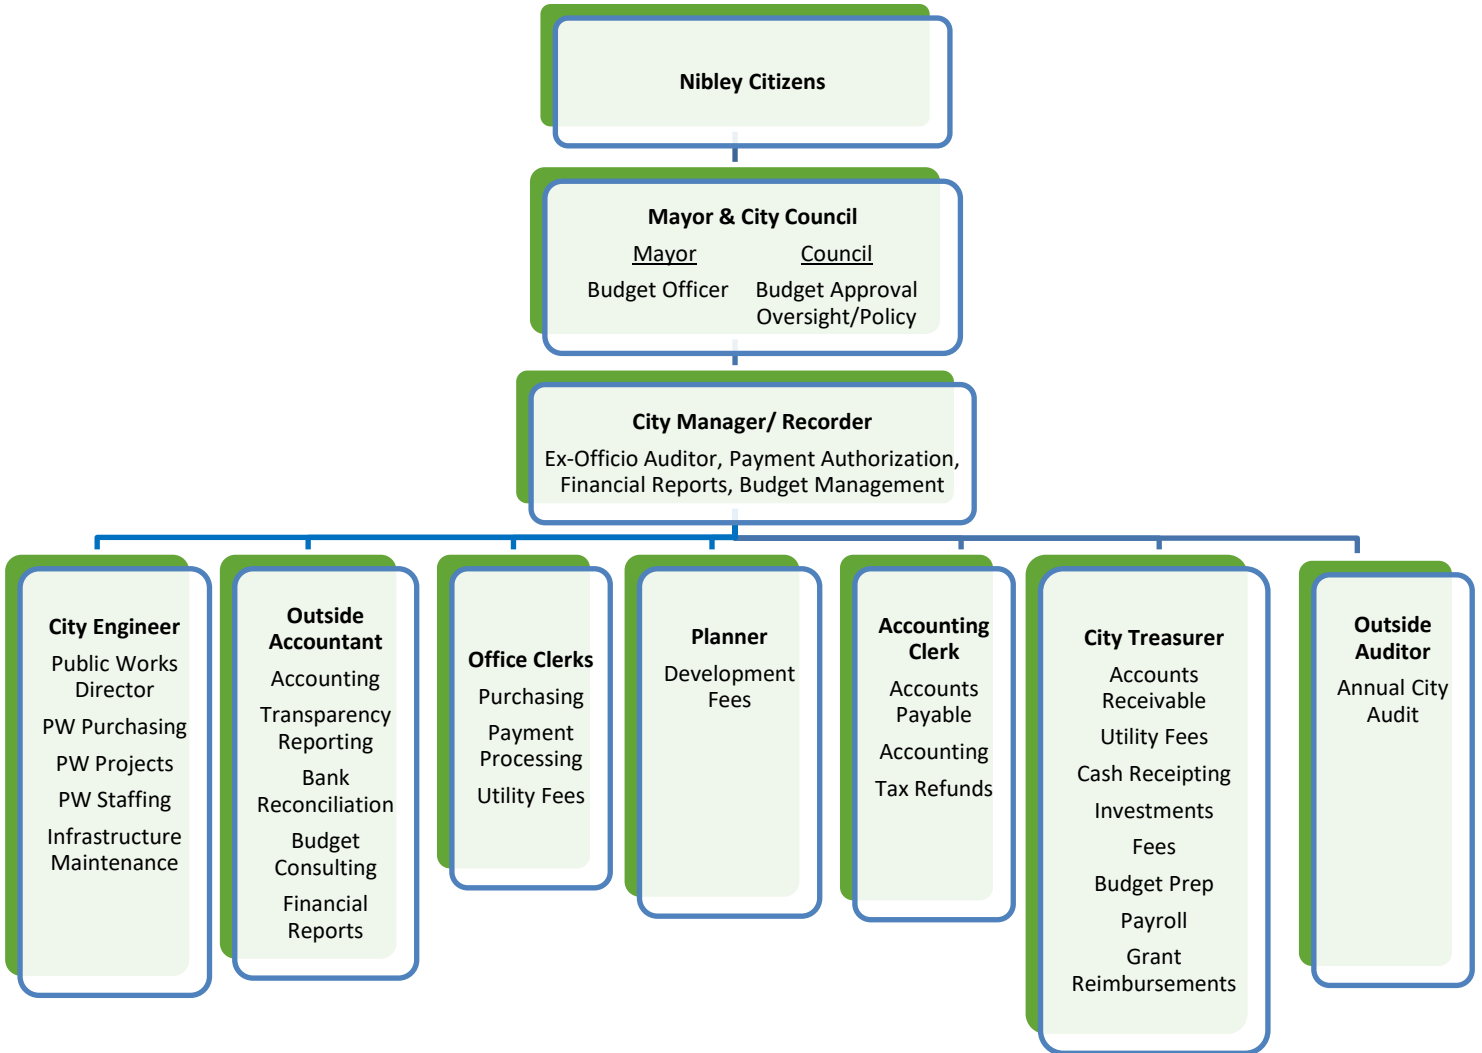 Nibley Citizens
Mayor & City Council
Mayor
Budget Officer
Council
Budget Approval
Oversight/Policy
City Manager/ Recorder
Ex-Officio Auditor, Payment Authorization,
Financial Reports, Budget Management
City Engineer
Public Works
Director
PW Purchasing
PW Projects
PW Staffing
Infrastructure
Maintenance
Outside
Accountant
Accounting
Transparency
Reporting
Bank
Reconciliation
Budget
Consulting
Financial
Reports
Office Clerks
Purchasing
Payment
Processing
Utility Fees
Planner
Development
Fees
Accounting
Clerk
Accounts
Payable
Accounting
Tax Refunds
City Treasurer
Accounts
Receivable
Utility Fees
Cash Receipting
Investments
Fees
Budget Prep
Payroll
Grant
Reimbursements
Outside
Auditor
Annual City
Audit